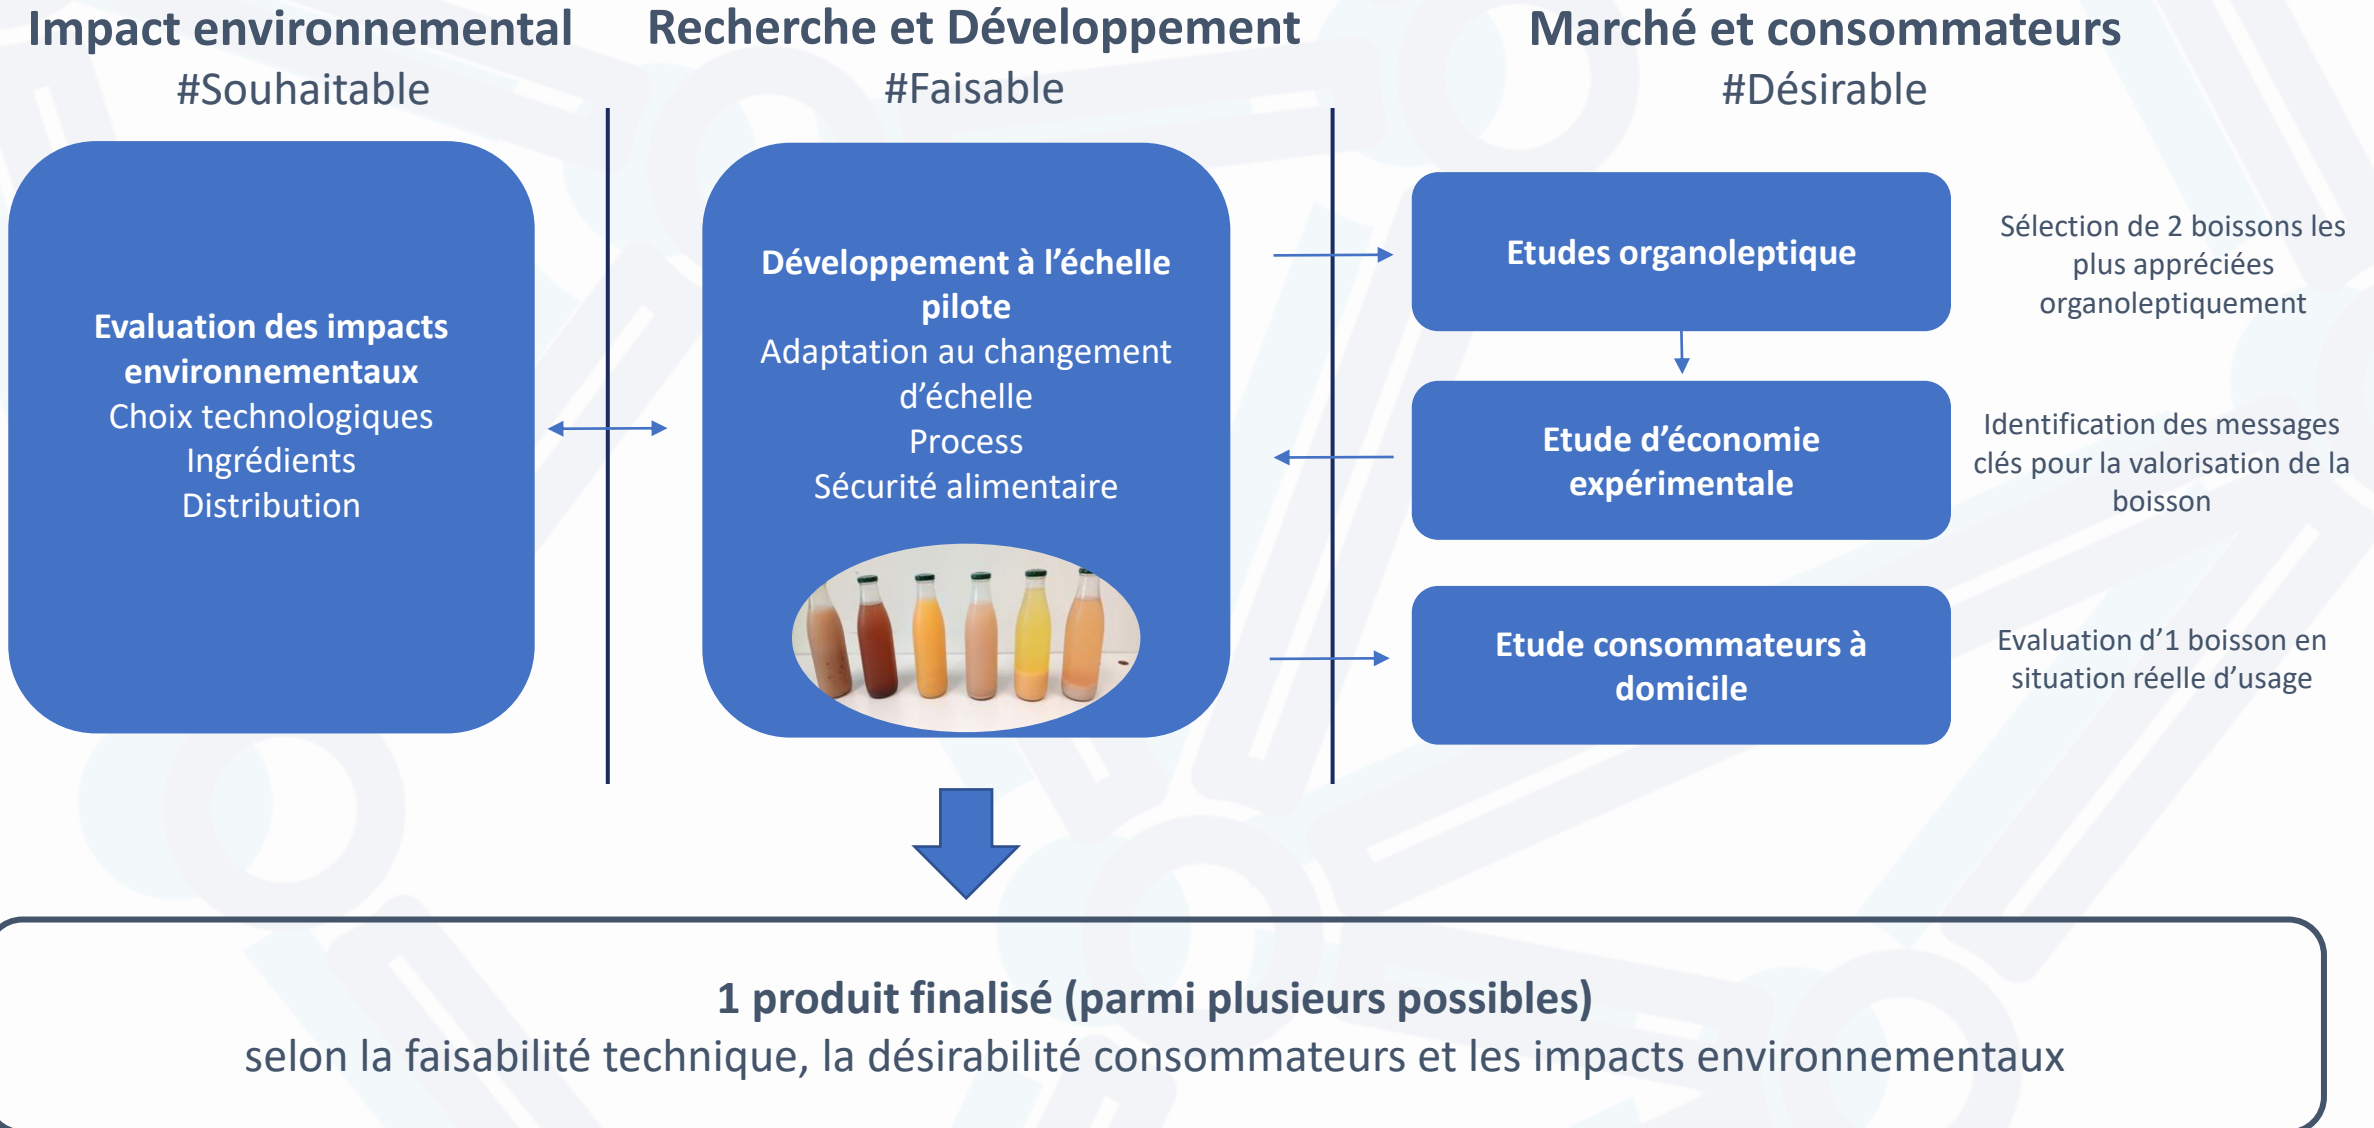 Impact environnemental
#Souhaitable
Evaluation des impacts
environnementaux
Choix technologiques
Ingrédients
Distribution
Recherche et Développement
#Faisable
Développement à l’échelle
pilote
Adaptation au changement
d’échelle
Process
Sécurité alimentaire
Marché et consommateurs
#Désirable
Etudes organoleptique
Sélection de 2 boissons les
plus appréciées
organoleptiquement
Etude d’économie
expérimentale
Identification des messages
clés pour la valorisation de la
boisson
Etude consommateurs à
domicile
Evaluation d’1 boisson en
situation réelle d’usage
1 produit finalisé (parmi plusieurs possibles)
selon la faisabilité technique, la désirabilité consommateurs et les impacts environnementaux